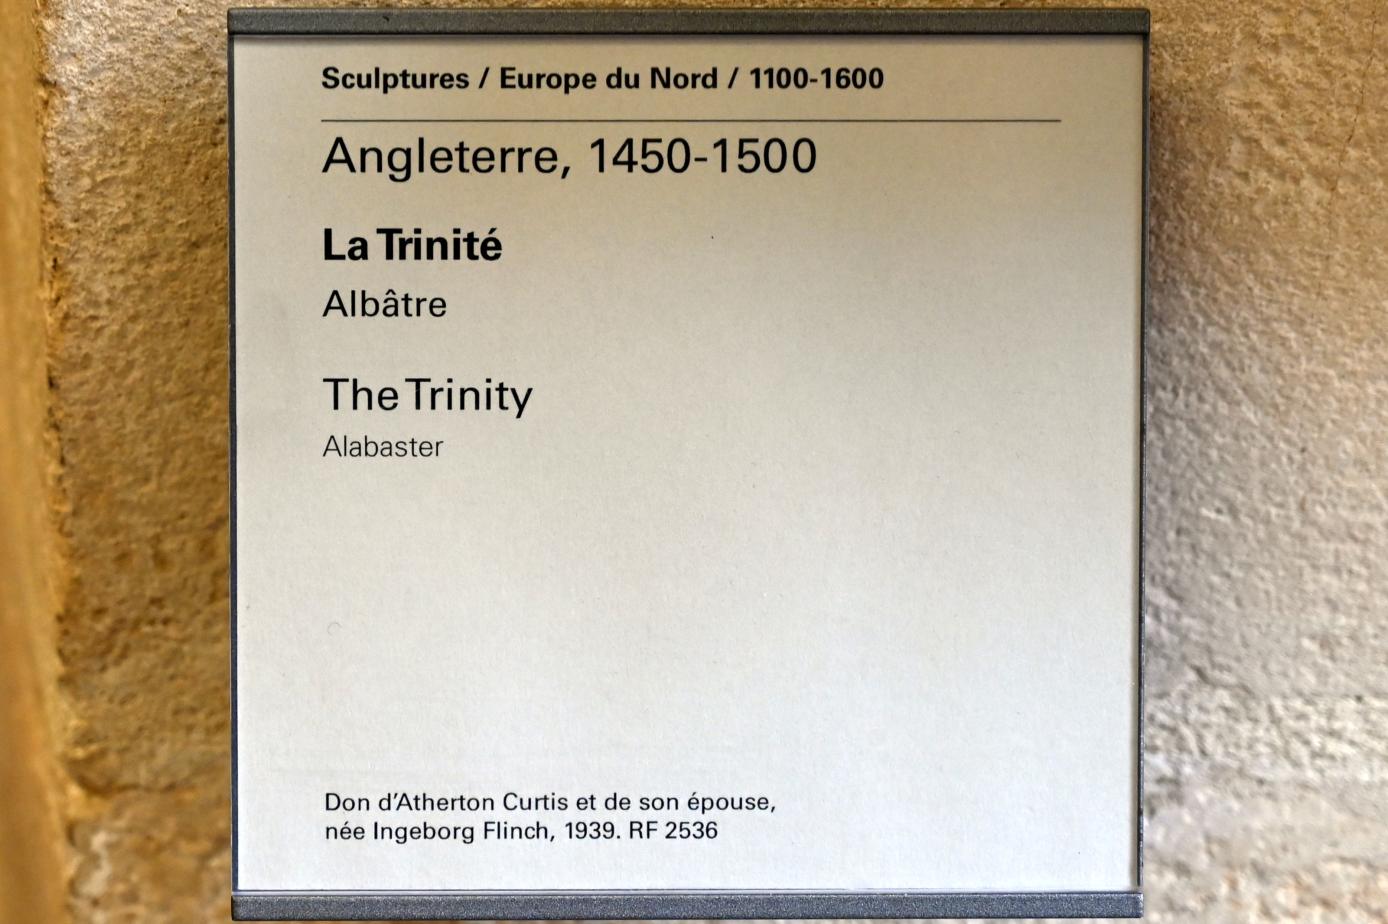 Sculptures / Europe du Nord / 1100-1600
Angleterre, 1450-1500
La Trinité
Albâtre
The Trinity
Alabaster
Don d’Atherton Curtis et de son épouse,
née Ingeborg Flinch, 1939. RF 2536